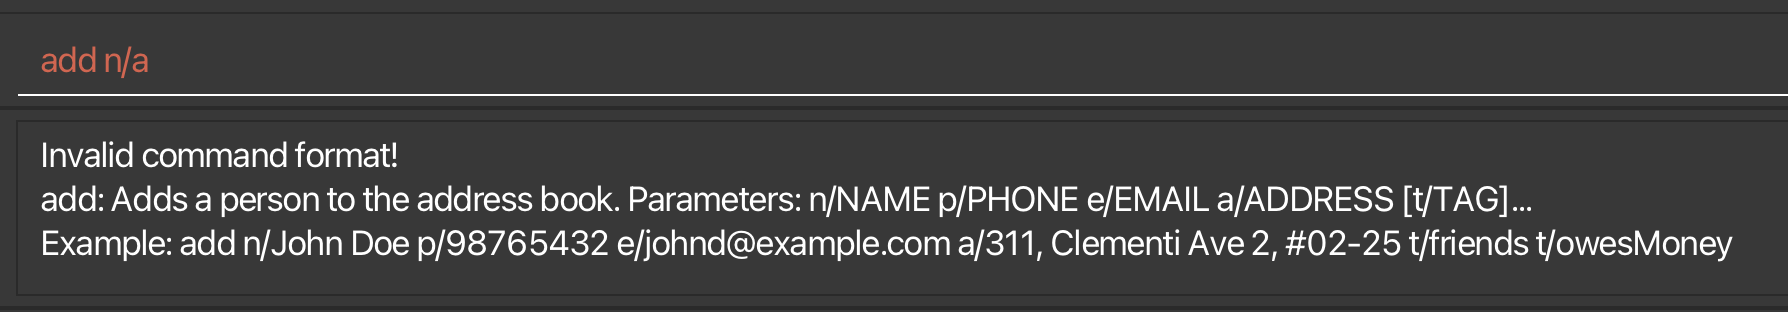 add n/a
Invalid command format!
add: Adds a person to the address book. Parameters: n/NAME p/PHONE e/EMAIL a/ADDRESS [t/TAG]...
Example: add n/John Doe p/98765432 e/johnd@example.com a/311, Clementi Ave 2, #02-25 t/friends t/owesMoney